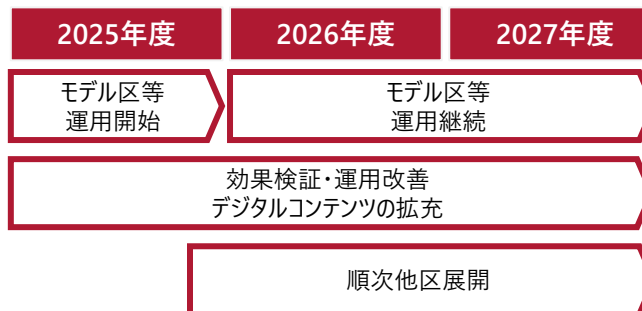 2025年度
2026年度
2027年度
モデル区等
運用開始
モデル区等
運用継続
効果検証・運用改善
デジタルコンテンツの拡充
順次他区展開